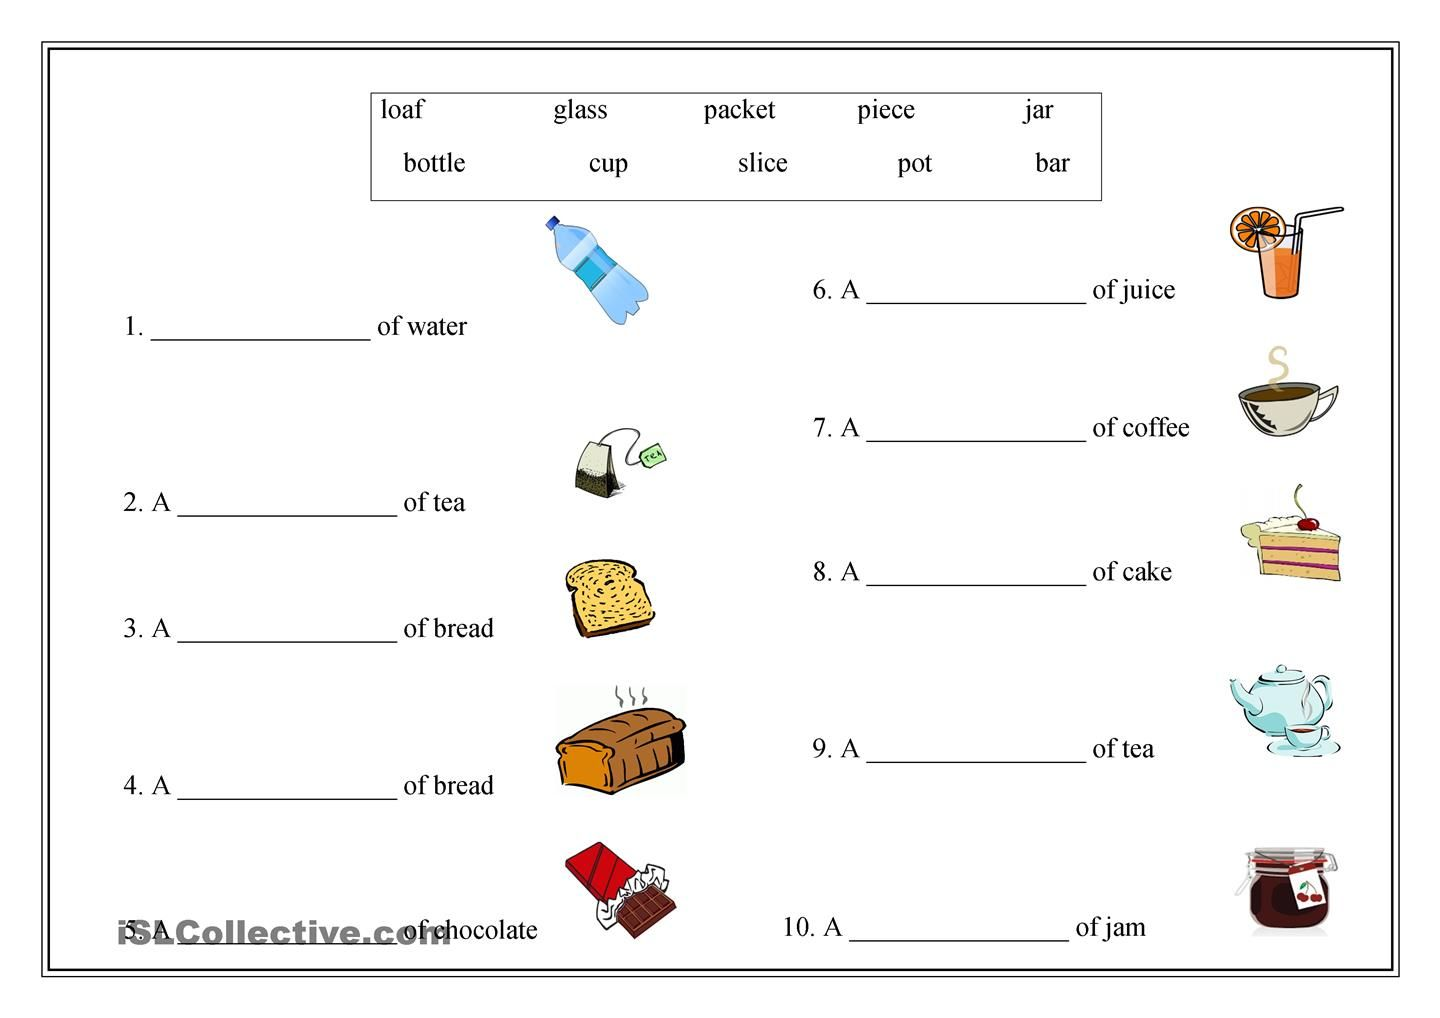 loaf glass packet piece jar
bottle cup slice pot bar
1. ________________ of water
2. A ________________ of tea
TEA
3. A ________________ of bread
4. A ________________ of bread
5. A ________________ of chocolate
iSLCollective.com
6. A ________________ of juice
7. A ________________ of coffee
8. A ________________ of cake
9. A ________________ of tea
10. A ________________ of jam